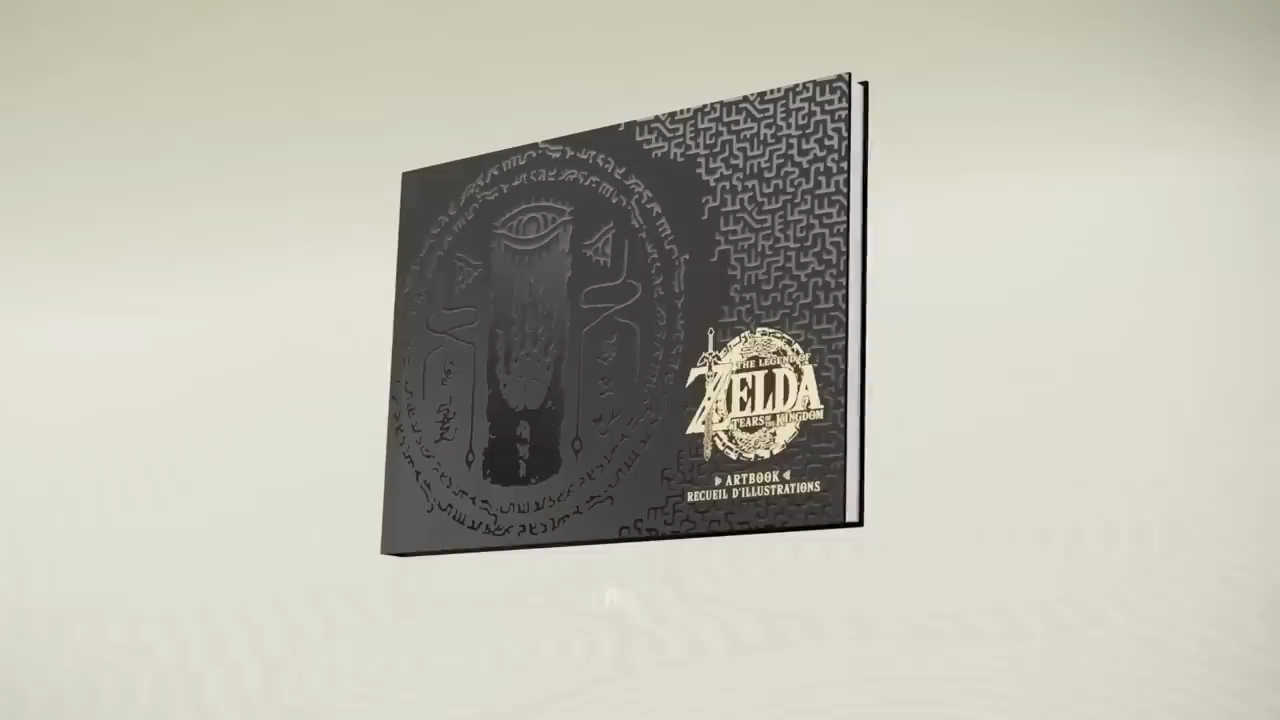 THE LEGEND OF
ZELDA
TEARS OF THE KINGDOM
ARTBOOK
RECUEIL D'ILLUSTRATIONS